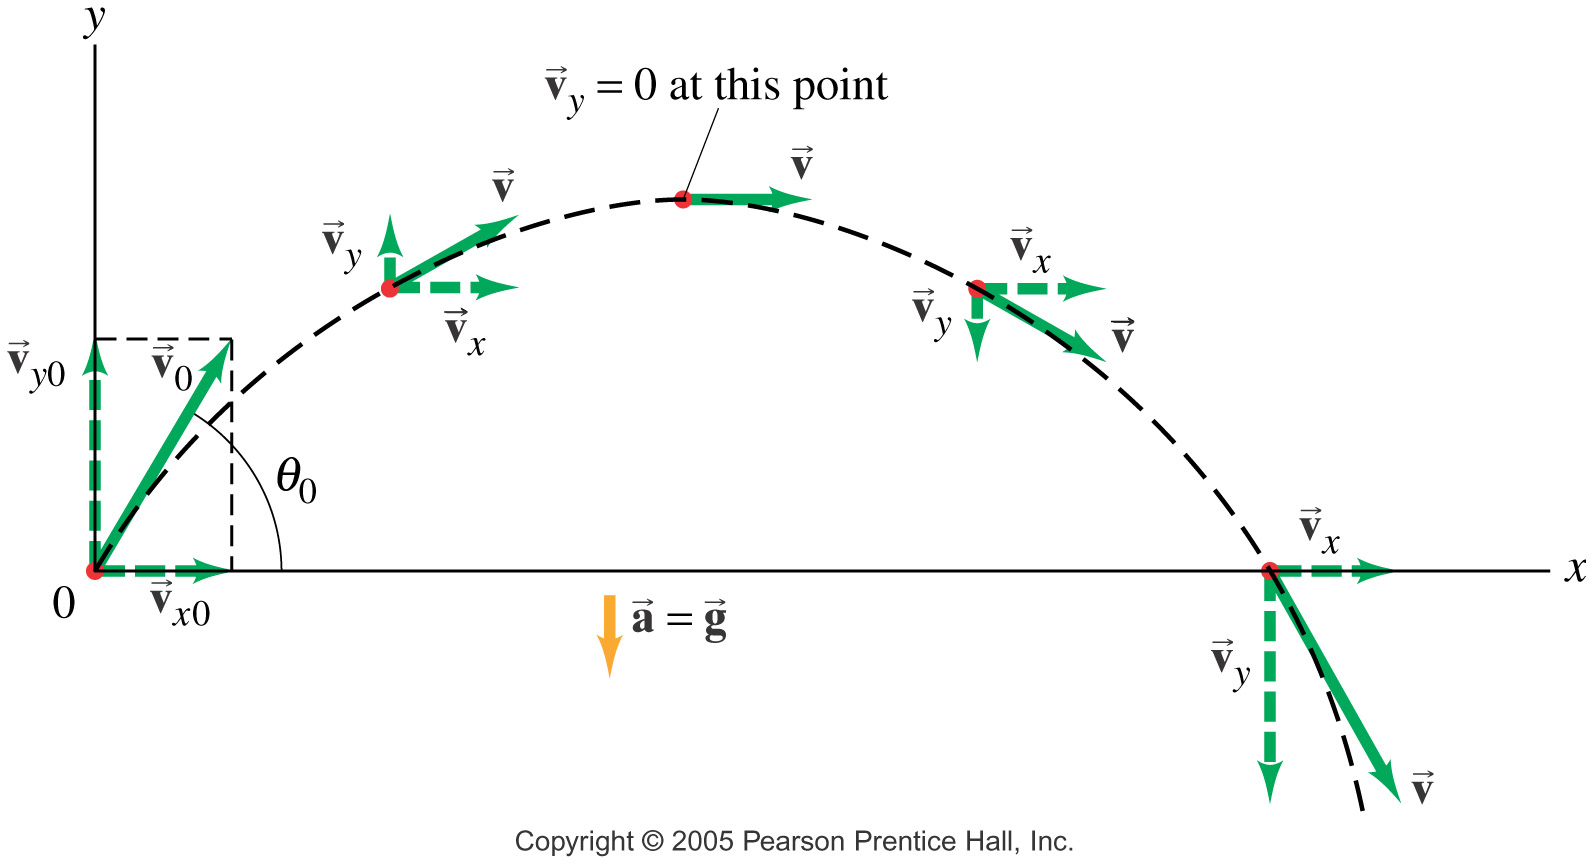 y
v⃗y = 0 at this point
v⃗
v⃗
v⃗y
v⃗x
v⃗x
v⃗y
v⃗
v⃗y0
v⃗0
θ0
v⃗x
x
0
v⃗x0
a⃗ = g⃗
v⃗y
v⃗
Copyright © 2005 Pearson Prentice Hall, Inc.